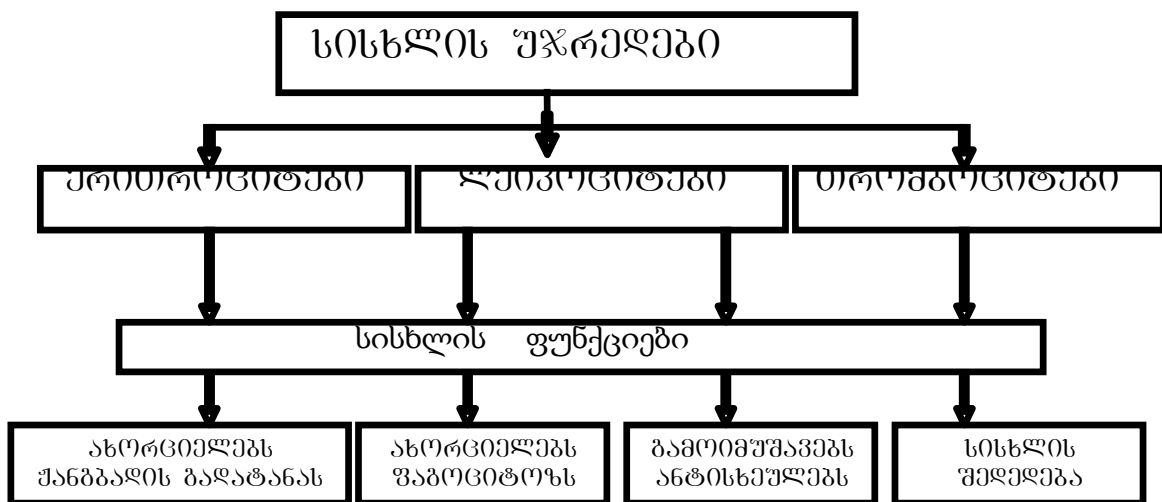 სისხლის უჯრედები
ერითროციტები
ლეიკოციტები
თრომბოციტები
სისხლის ფუნქციები
ახორციელებს
ჟანგბადის გადატანას
ახორციელებს
ფაგოციტოზს
გამოიმუშავებს
ანტისხეულებს
სისხლის
შედედება